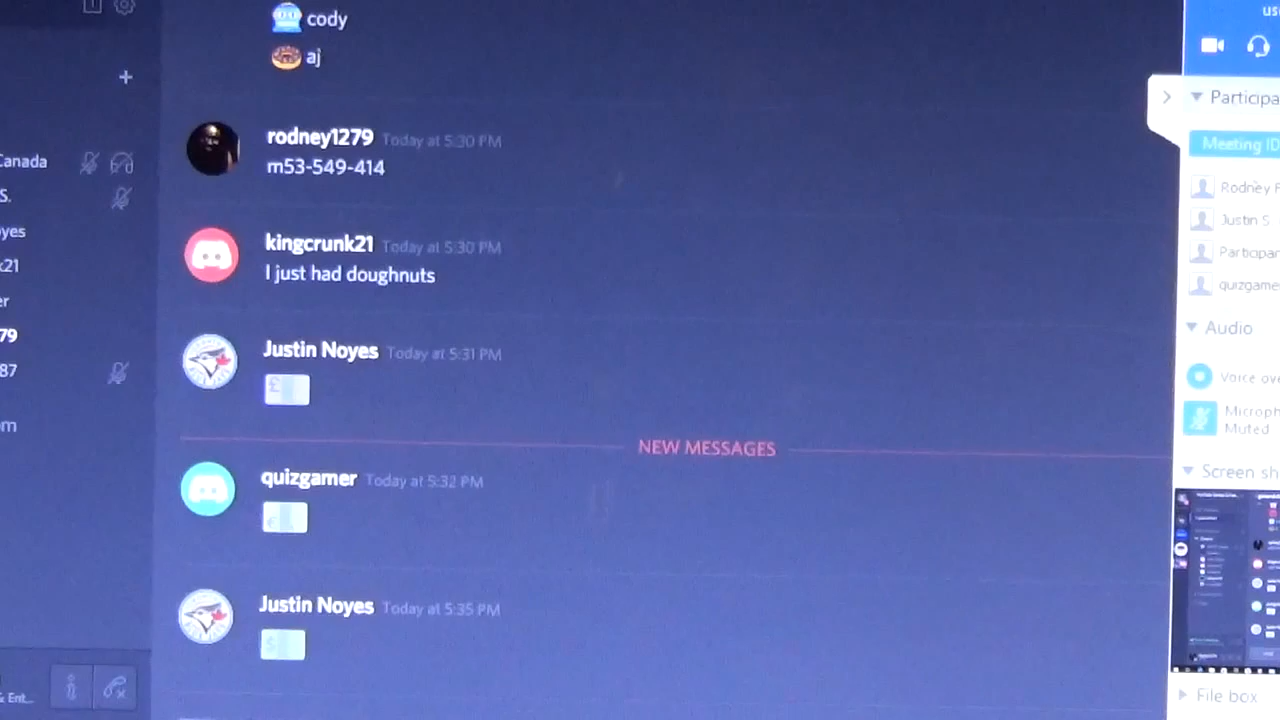 cody
aj
rodney1279 Today at 5:30 PM
m53-549-414
kingcrunk21 Today at 5:30 PM
I just had doughnuts
Justin Noyes Today at 5:31 PM
NEW MESSAGES
quizgamer Today at 5:32 PM
Justin Noyes Today at 5:35 PM
Canada
S.
oyes
k21
er
79
87
om
& Ent...
us
Participa
Meeting ID
Rodney F
Justin S
Participan
quizgame
Audio
Voice ove
Microph
Muted
Screen sh
File box